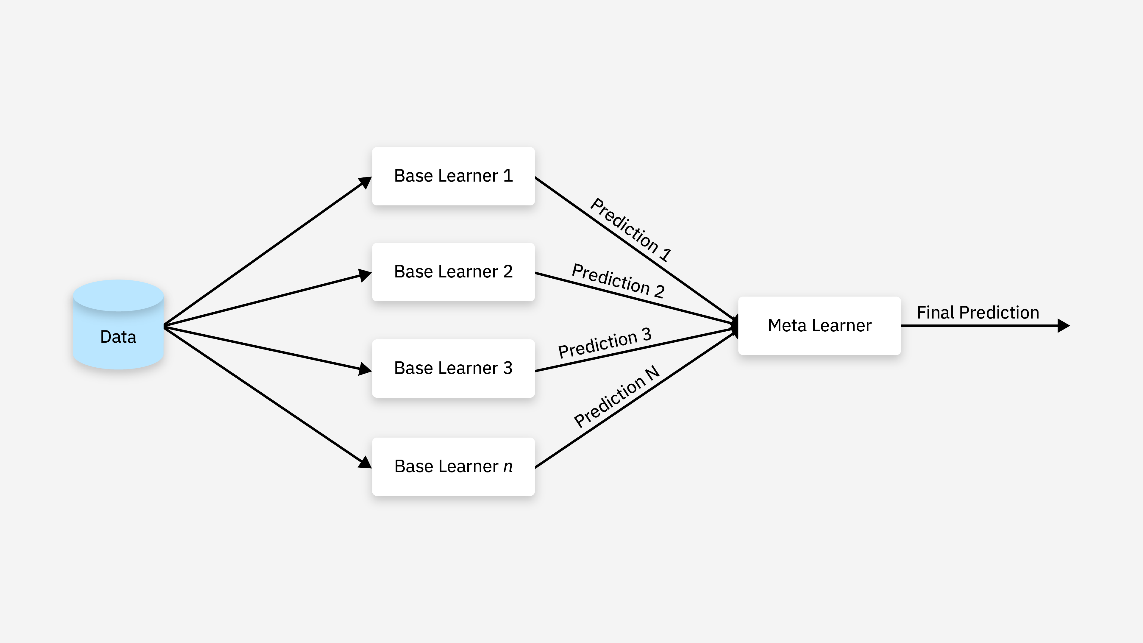 Data
Base Learner 1
Base Learner 2
Base Learner 3
Base Learner n
Prediction 1
Prediction 2
Prediction 3
Prediction N
Meta Learner
Final Prediction